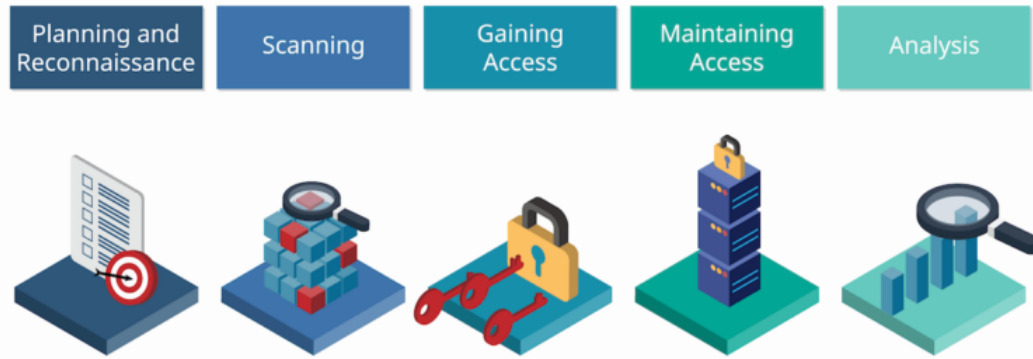 Planning and
Reconnaissance
Scanning
Gaining
Access
Maintaining
Access
Analysis